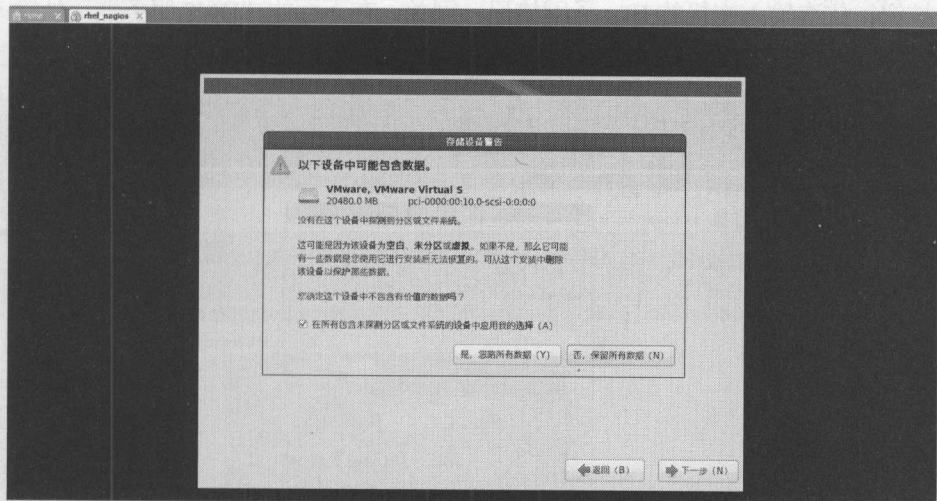 Home × rhel_nagios ×
存储设备警告
以下设备中可能包含数据。
VMware, VMware Virtual S
20480.0 MB pci-0000:00:10.0-scsi-0:0:0:0
没有在这个设备中探测到分区或文件系统。
这可能是因为该设备为空白、未分区或虚拟。如果不是，那么它可能
有一些数据是您使用它进行安装后无法恢复的。可从这个安装中删除
该设备以保护那些数据。
您确定这个设备中不包含有价值的数据吗？
在所有包含未探测分区或文件系统的设备中应用我的选择（A）
是，忽略所有数据（Y） 否，保留所有数据（N）
返回（B） 下一步（N）